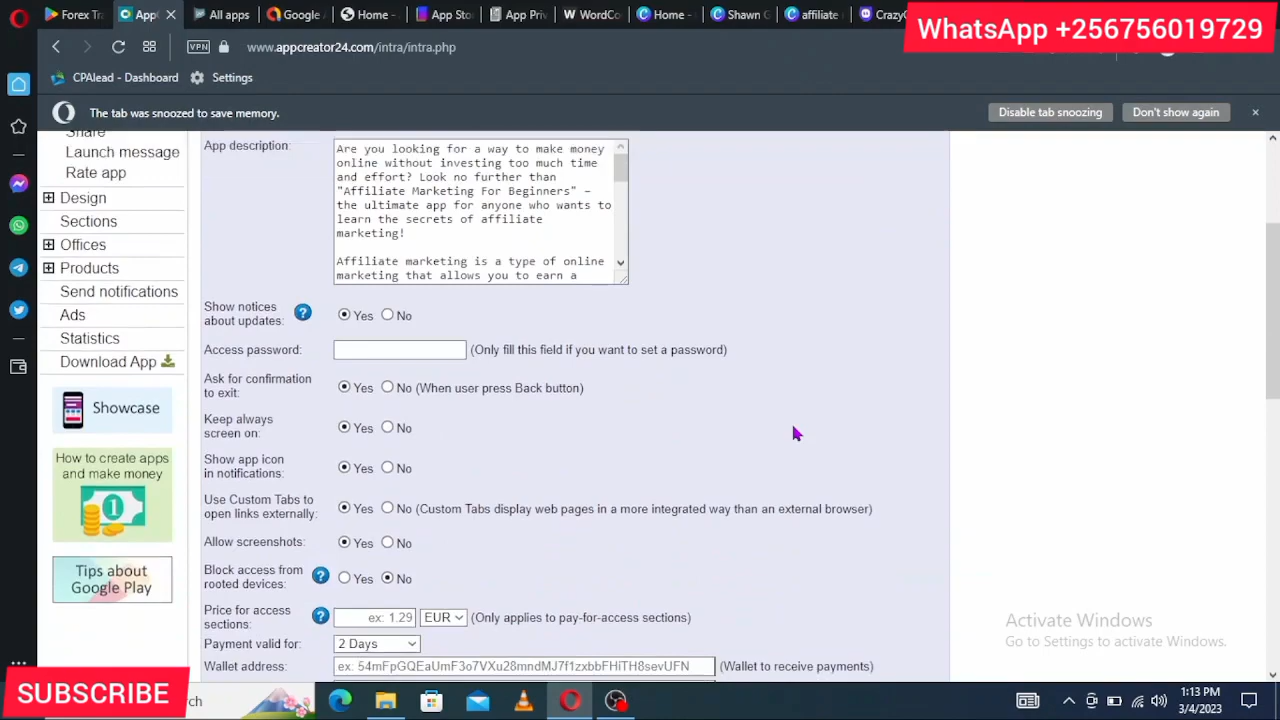 Forex Tra
AppC
All apps
Google A
Home -
App Stor
App Priv
WordCo
Home -
Shawn G
affiliate
CrazyG
WhatsApp +256756019729
VPN
www.appcreator24.com/intra/intra.php
CPAlead - Dashboard
Settings
The tab was snoozed to save memory.
Disable tab snoozing
Don't show again
Share
Launch message
Rate app
Design
Sections
Offices
Products
Send notifications
Ads
Statistics
Download App
Showcase
How to create apps
and make money
1
Tips about
Google Play
App description:
Are you looking for a way to make money
online without investing too much time
and effort? Look no further than
"Affiliate Marketing For Beginners" –
the ultimate app for anyone who wants to
learn the secrets of affiliate
marketing!
Affiliate marketing is a type of online
marketing that allows you to earn a
Show notices
about updates:
? Yes No
Access password:
(Only fill this field if you want to set a password)
Ask for confirmation
to exit:
Yes No (When user press Back button)
Keep always
screen on:
Yes No
Show app icon
in notifications:
Yes No
Use Custom Tabs to
open links externally:
Yes No (Custom Tabs display web pages in a more integrated way than an external browser)
Allow screenshots: Yes No
Block access from
rooted devices:
? Yes No
Price for access
sections:
? ex: 1.29 EUR (Only applies to pay-for-access sections)
Payment valid for: 2 Days
Wallet address: ex: 54mFpGQEaUmF3o7VXu28mndMJ7f1zxbbFHiTH8sevUFN (Wallet to receive payments)
Activate Windows
Go to Settings to activate Windows.
SUBSCRIBE
rch
1:13 PM
3/4/2023